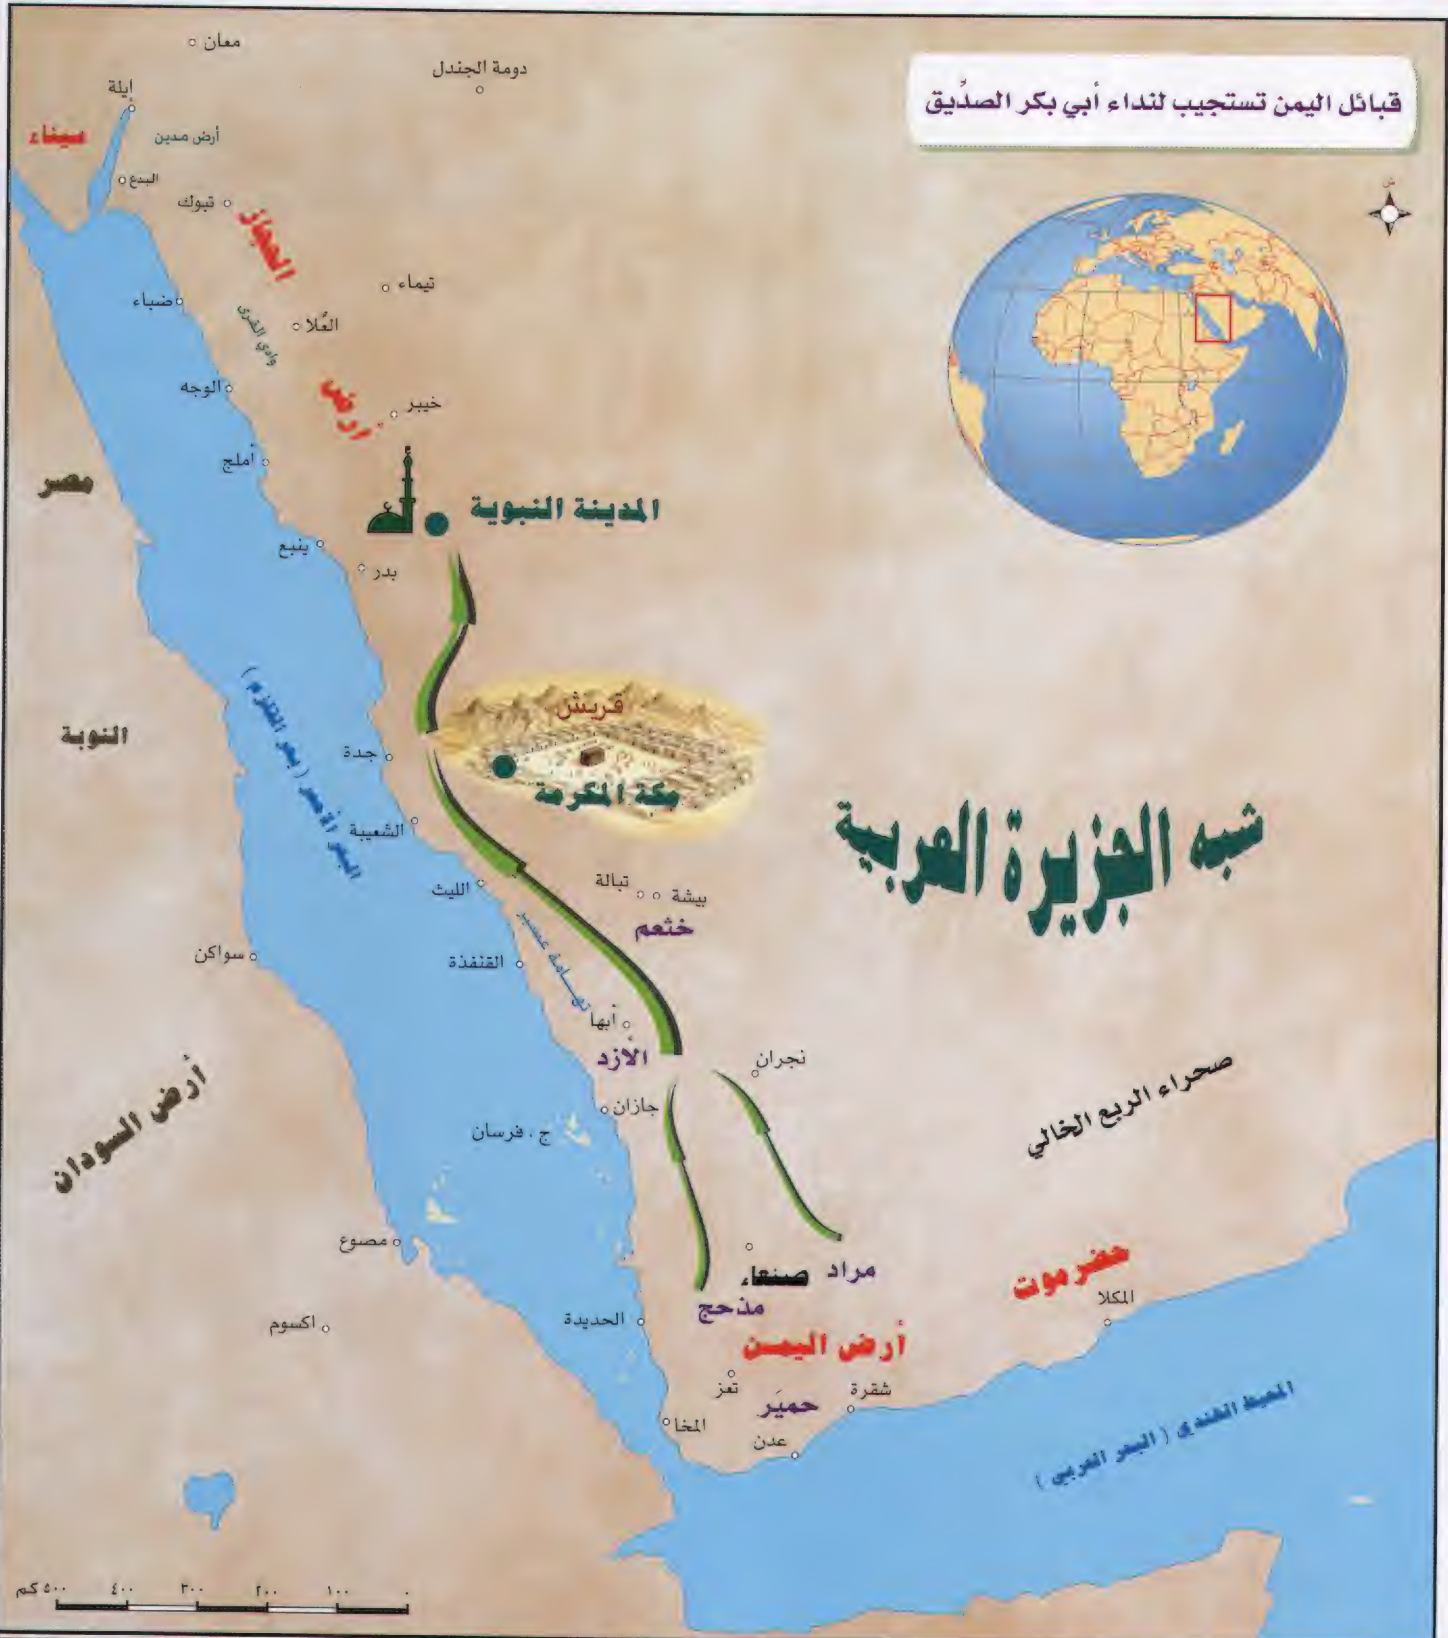 قبائل اليمن تستجيب لنداء أبي بكر الصدِّيق
ش
معان
دومة الجندل
إيلة
سيناء
أرض مدين
البدع
تبوك
الحجاز
أرض
تيماء
ضباء
العُلا
وادي القرى
الوجه
خيبر
أملج
مصر
المدينة النبوية
ينبع
بدر
قريش
مكة المكرمة
النوبة
جدة
البحر الأحمر (بحر القلزم)
الشعيبة
شبه الجزيرة العربية
الليث
تبالة
بيشة
خثعم
تهامة عسير
سواكن
القنفذة
أبها
الأزد
نجران
أرض السودان
جازان
ج. فرسان
صحراء الربع الخالي
مصوع
صنعاء
مراد
مذحج
حضرموت
المكلا
اكسوم
الحديدة
أرض اليمن
تعز
حميَر
شقرة
المخا
عدن
المحيط الهندي (البحر العربي)
٥٠٠ كم ٤٠٠ ٣٠٠ ٢٠٠ ١٠٠ ٠